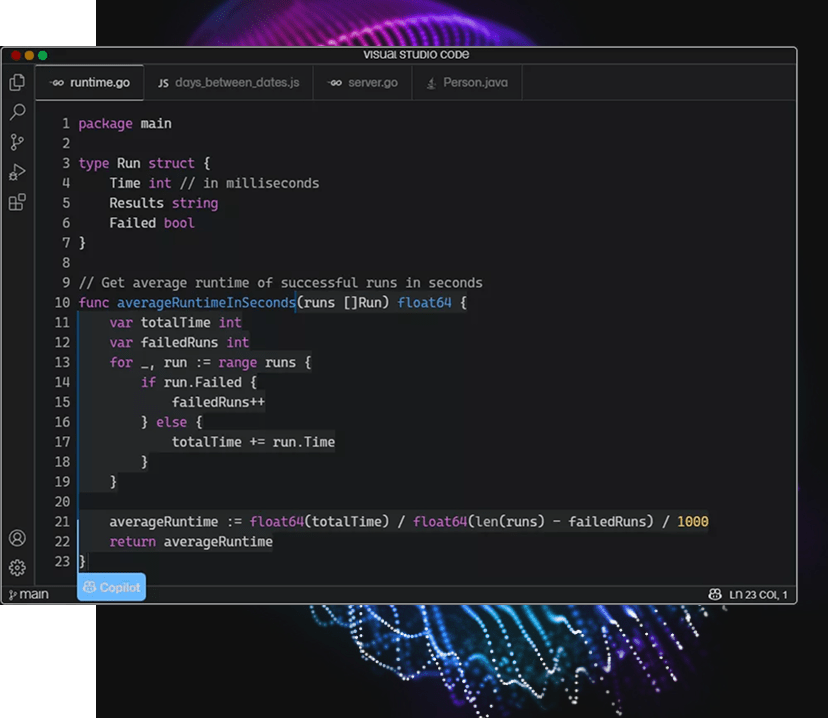 VISUAL STUDIO CODE
GO runtime.go JS days_between_dates.js GO server.go Person.java
1 package main
2
3 type Run struct {
4 Time int // in milliseconds
5 Results string
6 Failed bool
7 }
8
9 // Get average runtime of successful runs in seconds
10 func averageRuntimeInSeconds(runs []Run) float64 {
11 var totalTime int
12 var failedRuns int
13 for _, run := range runs {
14 if run.Failed {
15 failedRuns++
16 } else {
17 totalTime += run.Time
18 }
19 }
20
21 averageRuntime := float64(totalTime) / float64(len(runs) - failedRuns) / 1000
22 return averageRuntime
23 }
Copilot
main LN 23 COL, 1